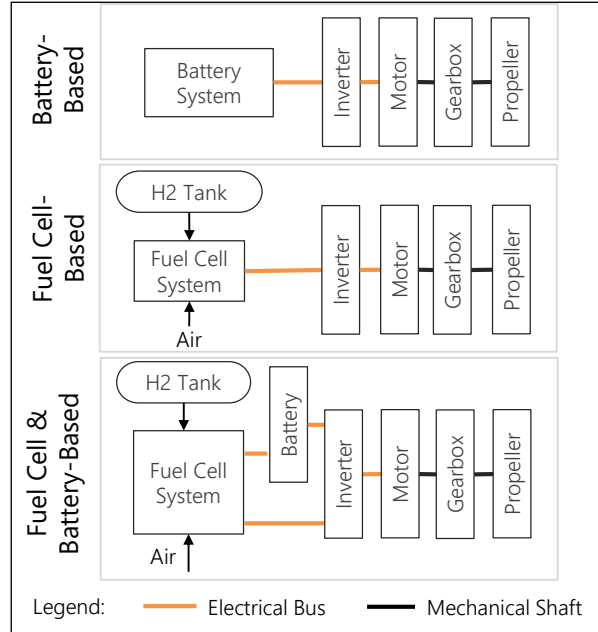 Battery-
Based
Battery
System
Inverter
Motor
Gearbox
Propeller
Fuel Cell-
Based
H2 Tank
Fuel Cell
System
Air
Inverter
Motor
Gearbox
Propeller
Fuel Cell &
Battery-Based
H2 Tank
Fuel Cell
System
Air
Battery
Inverter
Motor
Gearbox
Propeller
Legend: Electrical Bus Mechanical Shaft